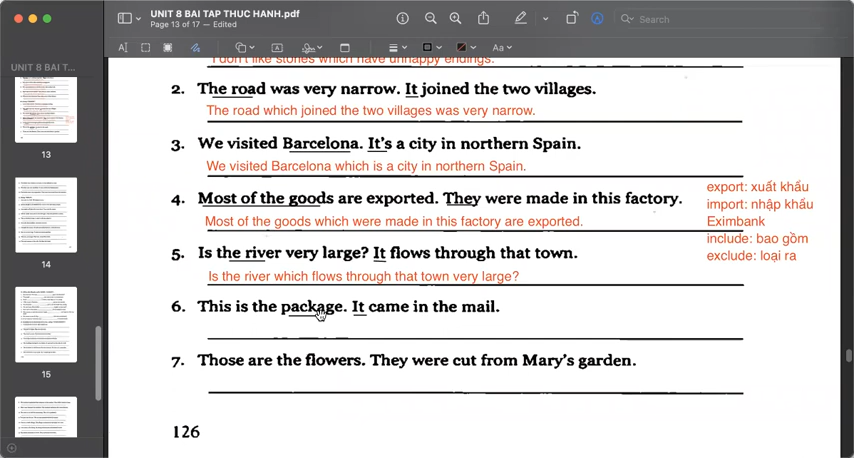 UNIT 8 BAI TAP THUC HANH.pdf
Page 13 of 17 — Edited
Search
Aa
UNIT 8 BAI T...
13
14
15
I don't like stories which have unhappy endings.
2. The road was very narrow. It joined the two villages.
The road which joined the two villages was very narrow.
3. We visited Barcelona. It's a city in northern Spain.
We visited Barcelona which is a city in northern Spain.
4. Most of the goods are exported. They were made in this factory.
Most of the goods which were made in this factory are exported.
export: xuất khẩu
import: nhập khẩu
Eximbank
include: bao gồm
exclude: loại ra
5. Is the river very large? It flows through that town.
Is the river which flows through that town very large?
6. This is the package. It came in the mail.
7. Those are the flowers. They were cut from Mary's garden.
126